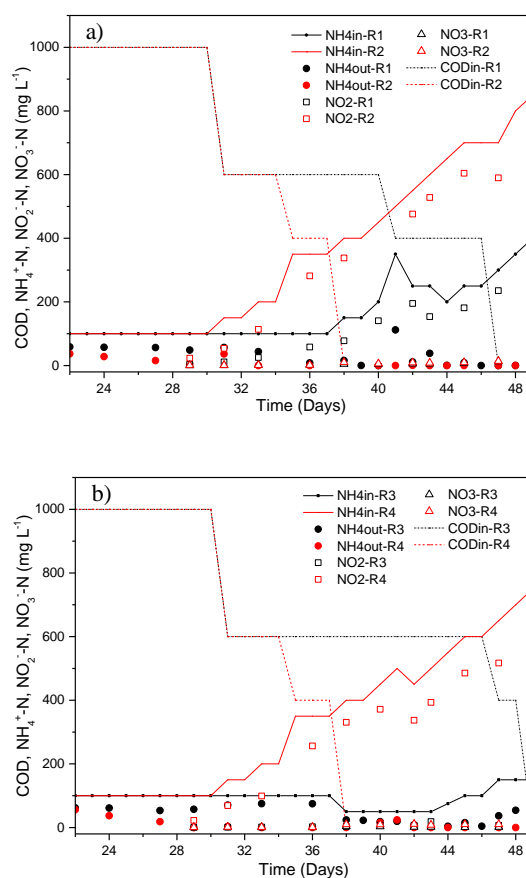 a)
NH4in-R1
NH4in-R2
NH4out-R1
NH4out-R2
NO2-R1
NO2-R2
NO3-R1
NO3-R2
CODin-R1
CODin-R2
1000
800
600
400
200
0
COD, NH₄⁺-N, NO₂⁻-N, NO₃⁻-N (mg L⁻¹)
24 28 32 36 40 44 48
Time (Days)
b)
NH4in-R3
NH4in-R4
NH4out-R3
NH4out-R4
NO2-R3
NO2-R4
NO3-R3
NO3-R4
CODin-R3
CODin-R4
1000
800
600
400
200
0
COD, NH₄⁺-N, NO₂⁻-N, NO₃⁻-N (mg L⁻¹)
24 28 32 36 40 44 48
Time (Days)